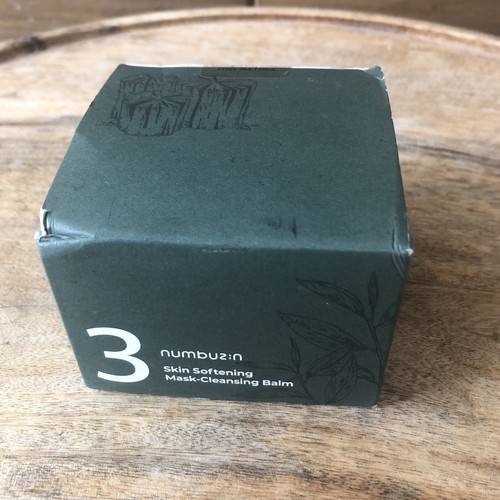 3
numbuz:n
Skin Softening
Mask-Cleansing Balm